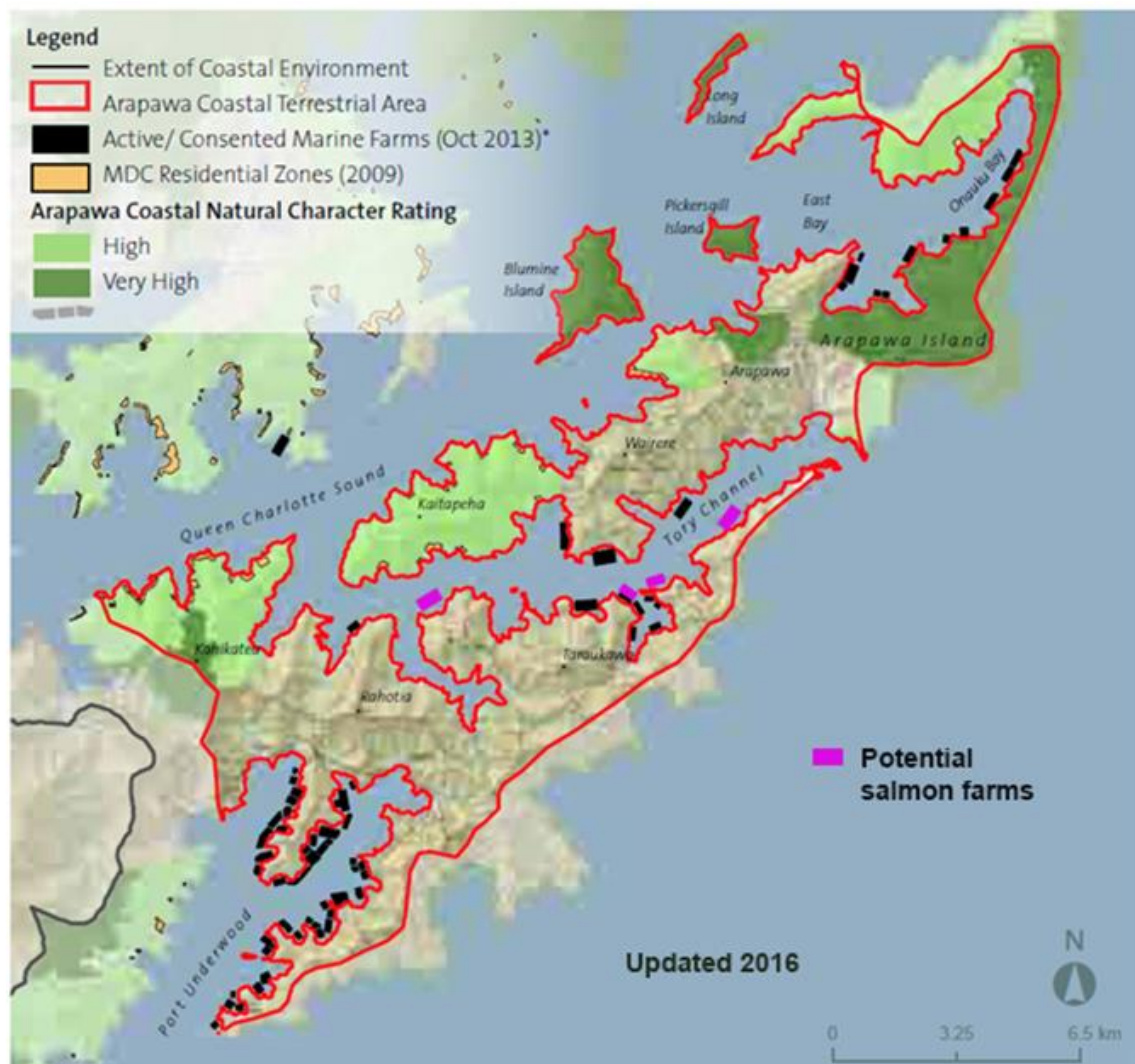 Legend
Extent of Coastal Environment
Arapawa Coastal Terrestrial Area
Active/ Consented Marine Farms (Oct 2013)*
MDC Residential Zones (2009)
Arapawa Coastal Natural Character Rating
High
Very High
Long
Island
Onauku Bay
Pickersgill
Island
East
Bay
Blumine
Island
Arapawa Island
Arapawa
Wairere
Queen Charlotte Sound
Kaitapeha
Tory Channel
Kahikatea
Taraukawa
Rahotia
Potential
salmon farms
Port Underwood
Updated 2016
N
0 3.25 6.5 km